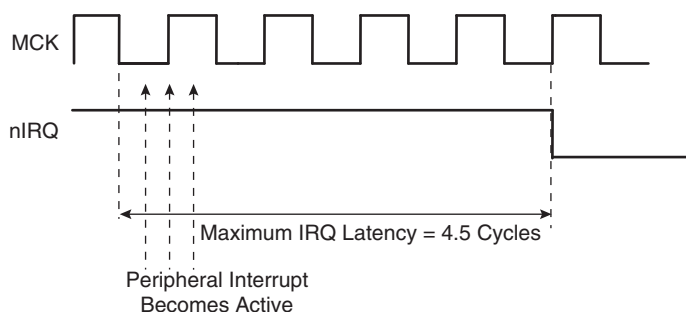 MCK
nIRQ
Maximum IRQ Latency = 4.5 Cycles
Peripheral Interrupt
Becomes Active